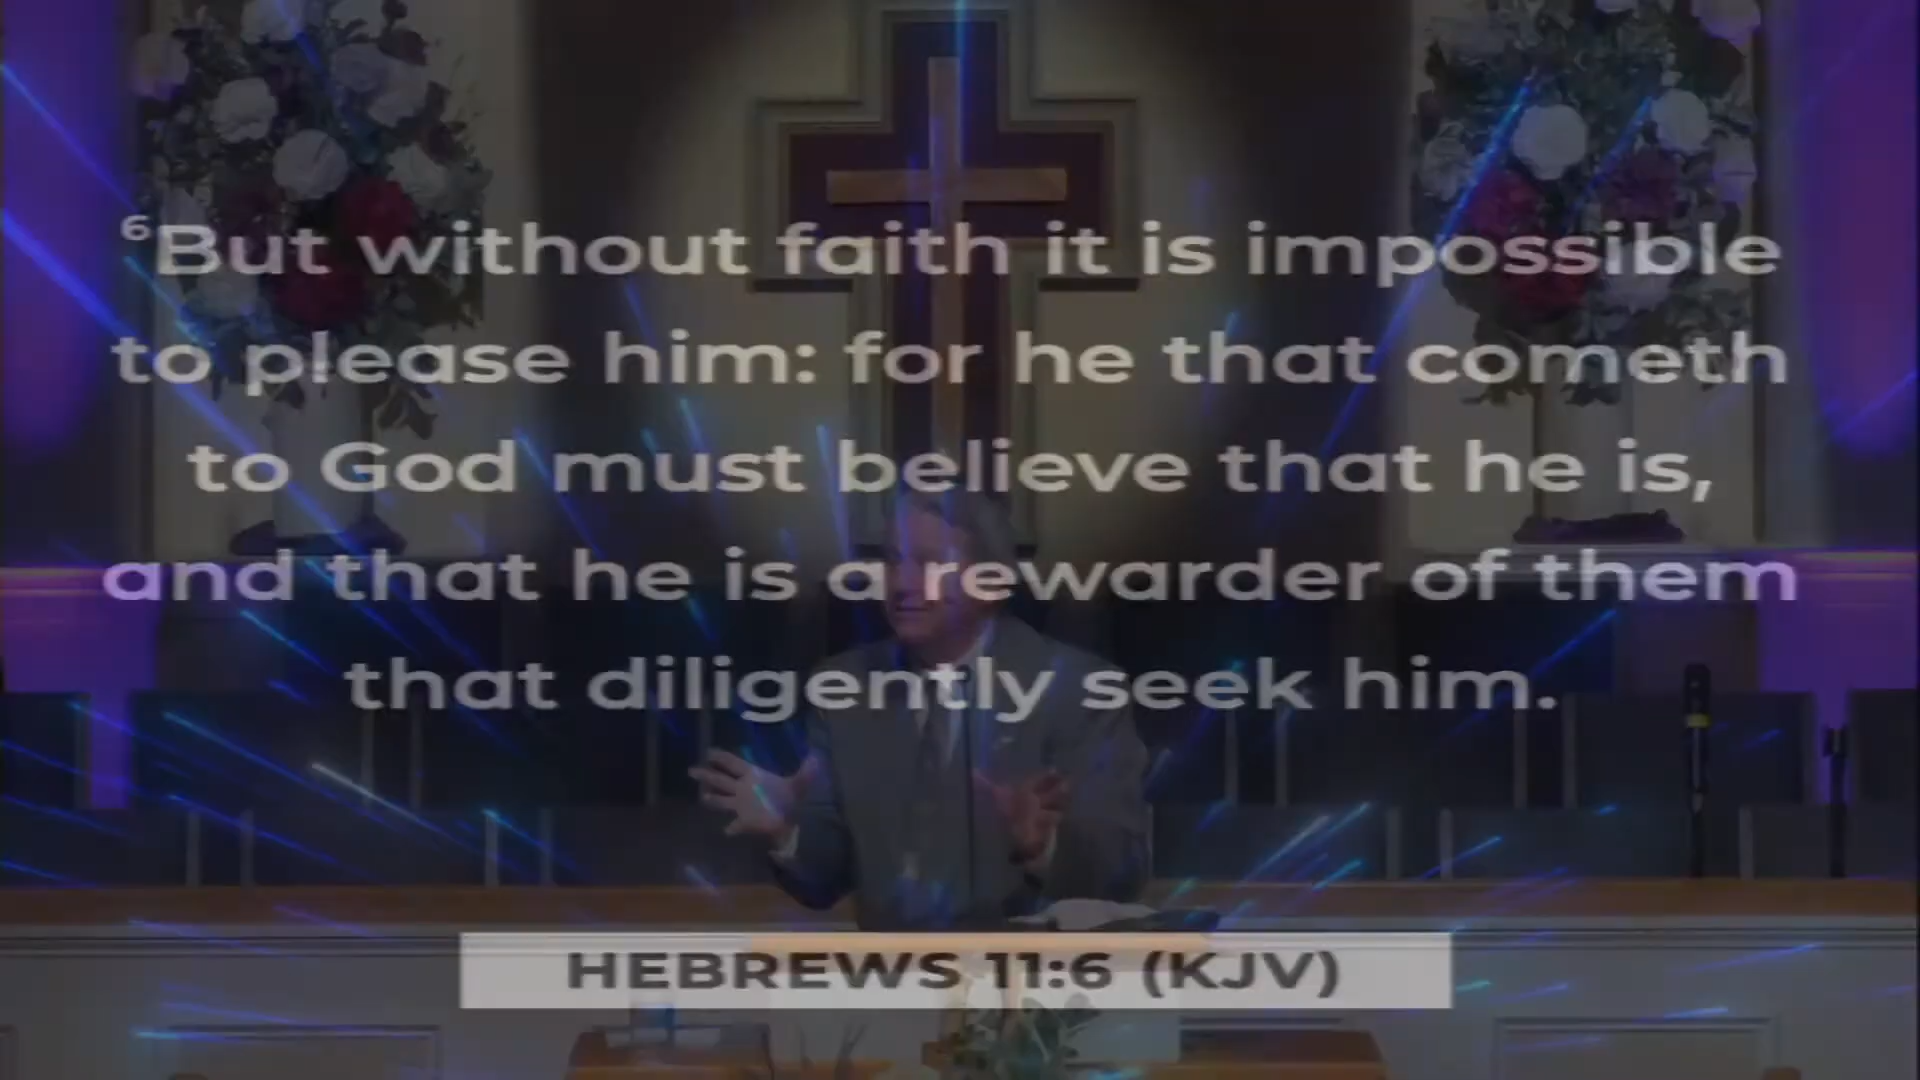 ⁶But without faith it is impossible
to please him: for he that cometh
to God must believe that he is,
and that he is a rewarder of them
that diligently seek him.
HEBREWS 11:6 (KJV)